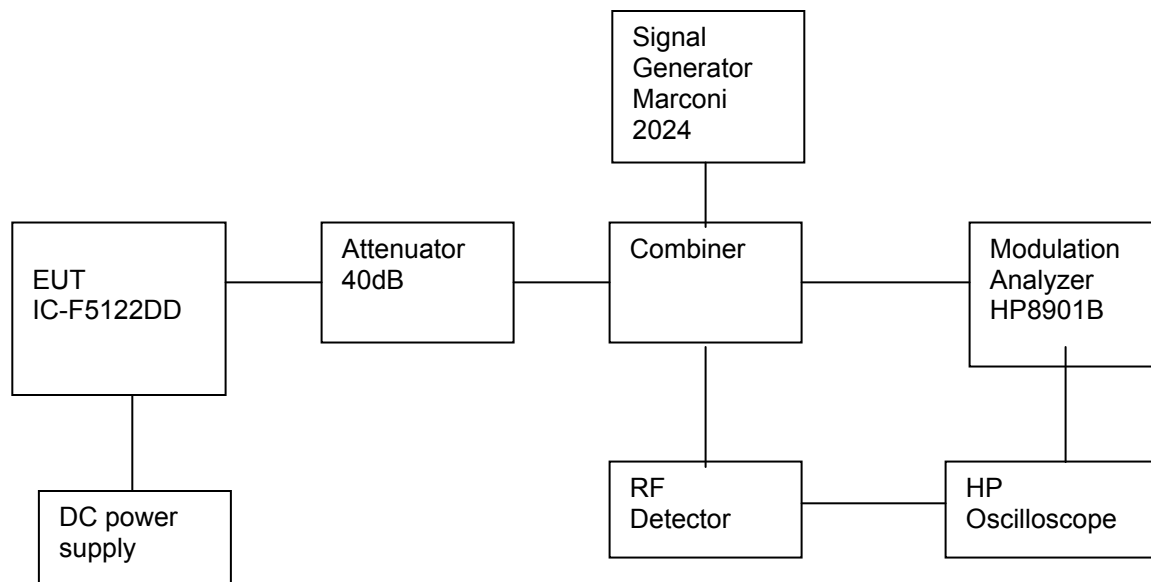 Signal
Generator
Marconi
2024
EUT
IC-F5122DD
Attenuator
40dB
Combiner
Modulation
Analyzer
HP8901B
DC power
supply
RF
Detector
HP
Oscilloscope